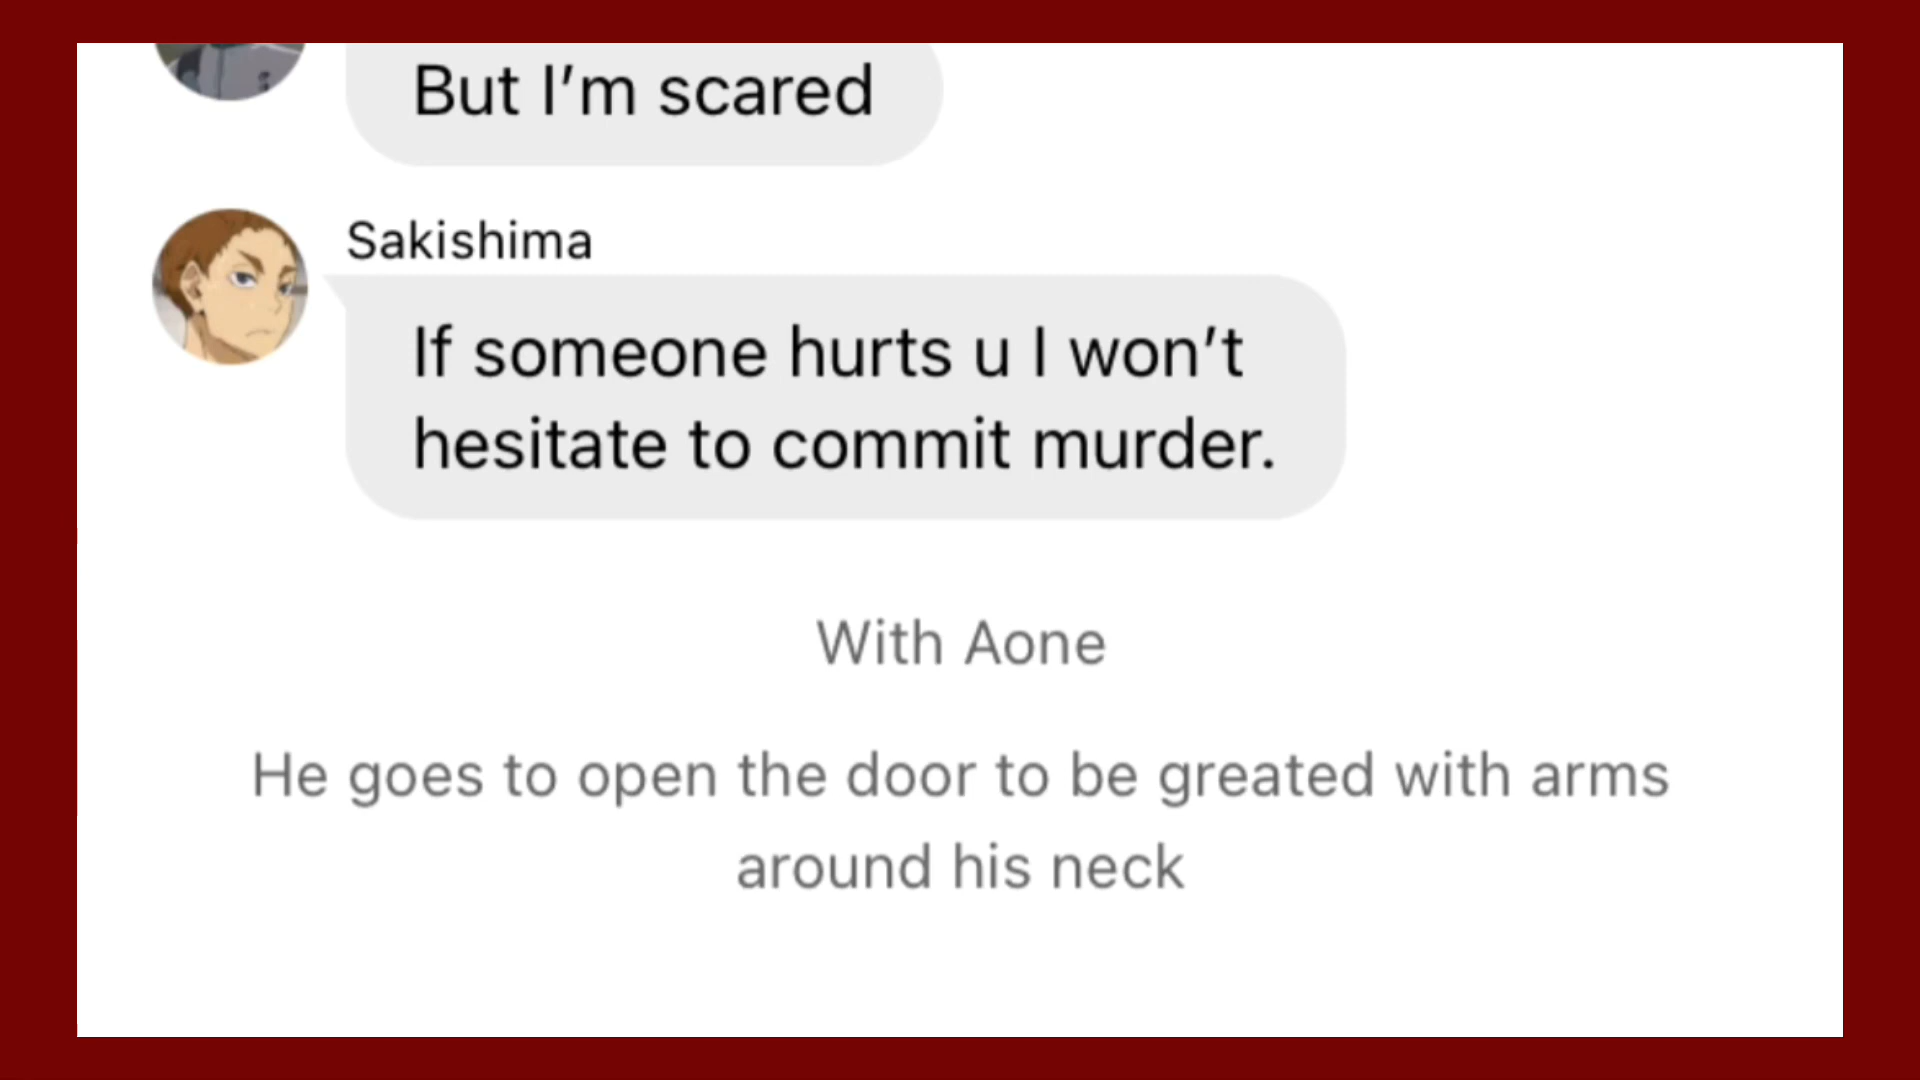 But I’m scared
Sakishima
If someone hurts u I won’t
hesitate to commit murder.
With Aone
He goes to open the door to be greated with arms
around his neck